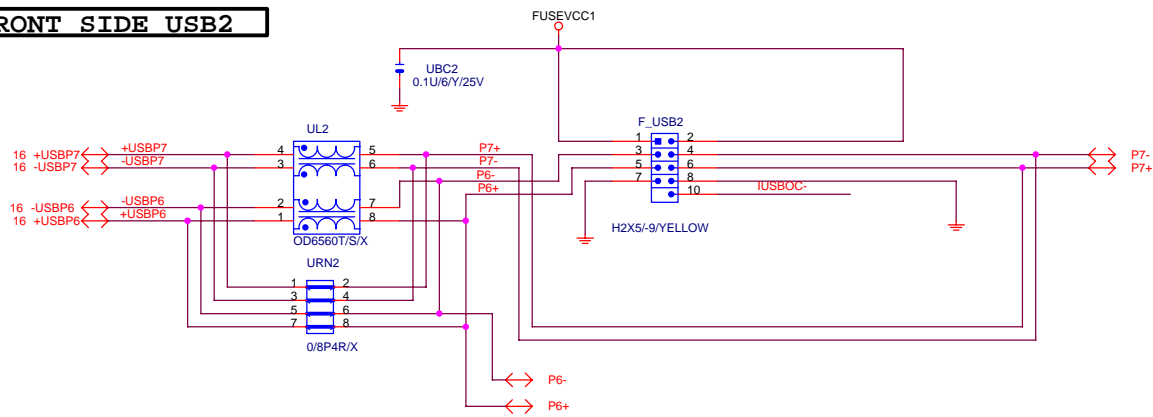 RONT SIDE USB2
FUSEVCC1
UBC2
0.1U/6/Y/25V
UL2
F_USB2
1 2
3 4
5 6
7 8
10
IUSBOC-
H2X5/-9/YELLOW
16 +USBP7 +USBP7 4 5 P7+
16 -USBP7 -USBP7 3 6 P7-
P6-
16 -USBP6 -USBP6 2 7 P6+
16 +USBP6 +USBP6 1 8
OD6560T/S/X
P7-
P7+
URN2
1 2
3 4
5 6
7 8
0/8P4R/X
P6-
P6+